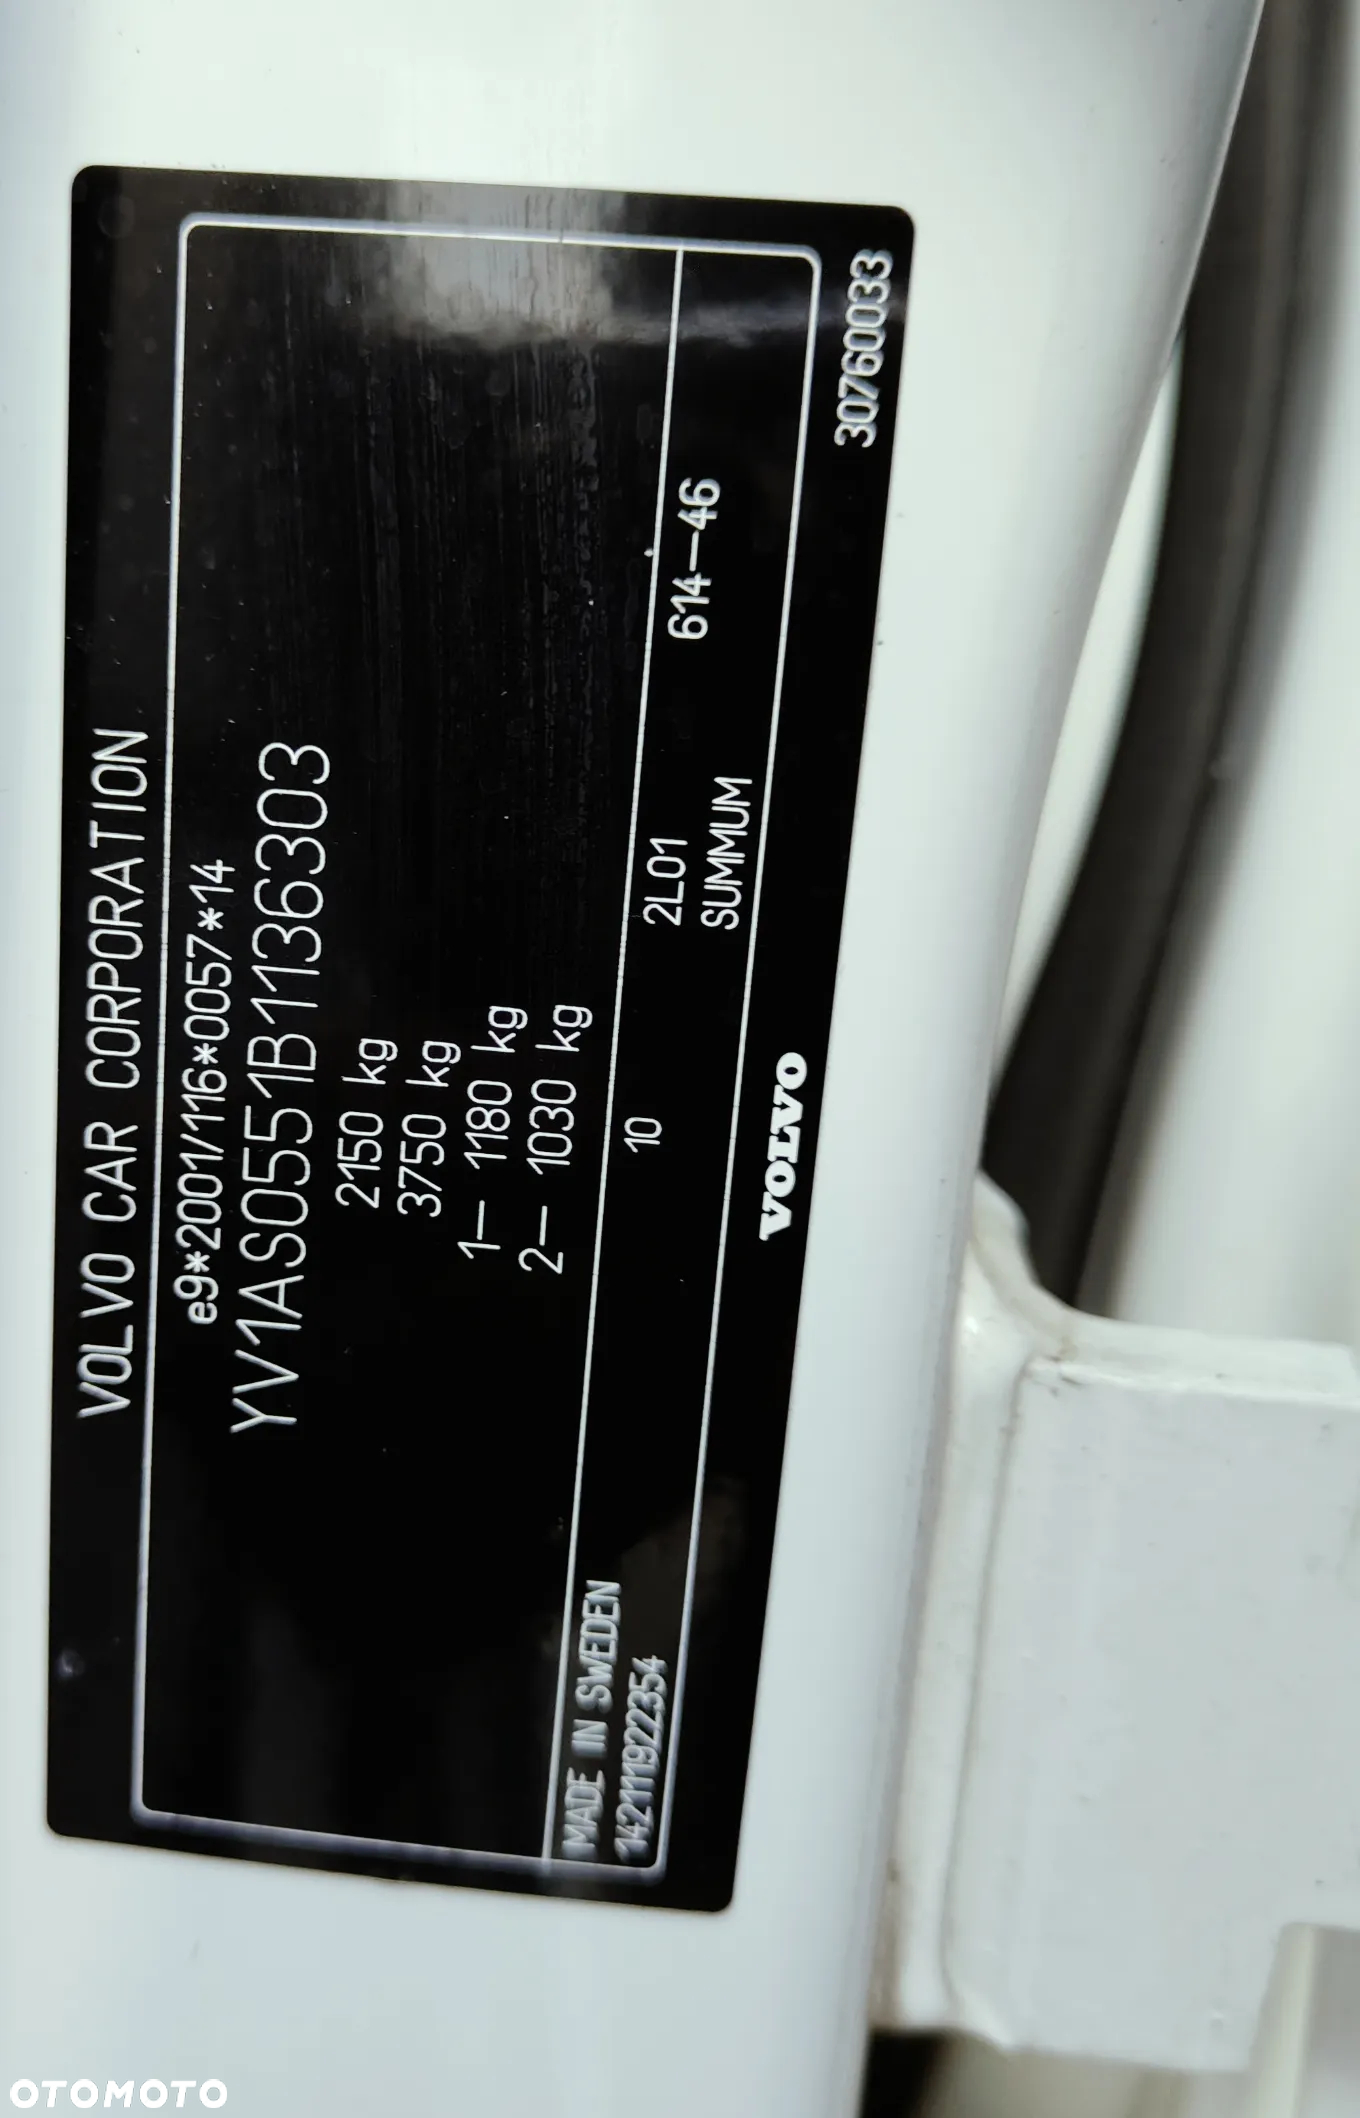 VOLVO CAR CORPORATION
e9*2001/116*0057*14
YV1AS0551B1136303
2150 kg
3750 kg
1– 1180 kg
2– 1030 kg
MADE IN SWEDEN
14211192354
10
2L01
SUMMUM
614–46
VOLVO
30760033
OTOMOTO